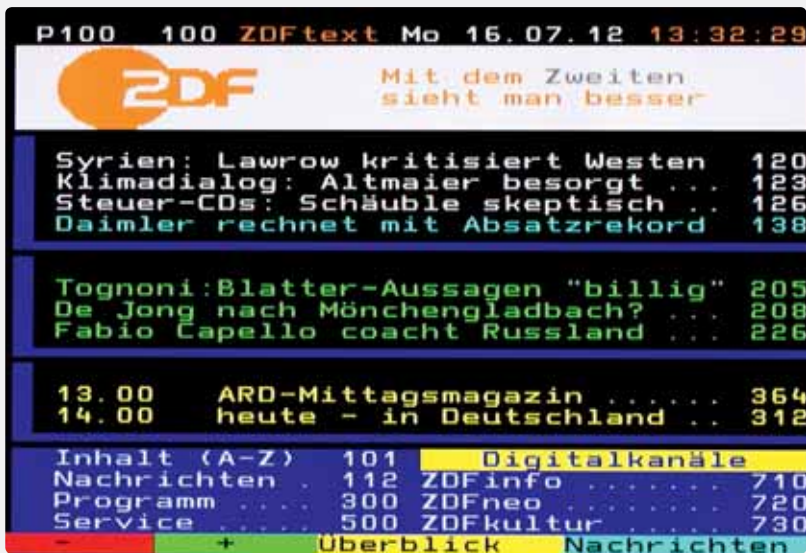 P100 100 ZDFtext Mo 16.07.12 13:32:29
ZDF
Mit dem Zweiten
sieht man besser
Syrien: Lawrow kritisiert Westen 120
Klimadialog: Altmaier besorgt ... 123
Steuer-CDs: Schäuble skeptisch .. 126
Daimler rechnet mit Absatzrekord 138
Tognoni:Blatter-Aussagen "billig" 205
De Jong nach Mönchengladbach? ... 208
Fabio Capello coacht Russland ... 226
13.00 ARD-Mittagsmagazin ...... 364
14.00 heute - in Deutschland .. 312
Inhalt (A-Z) 101 Digitalkanäle
Nachrichten . 112 ZDFinfo ........ 710
Programm .... 300 ZDFneo ......... 720
Service ..... 500 ZDFkultur ...... 730
- + Überblick Nachrichten